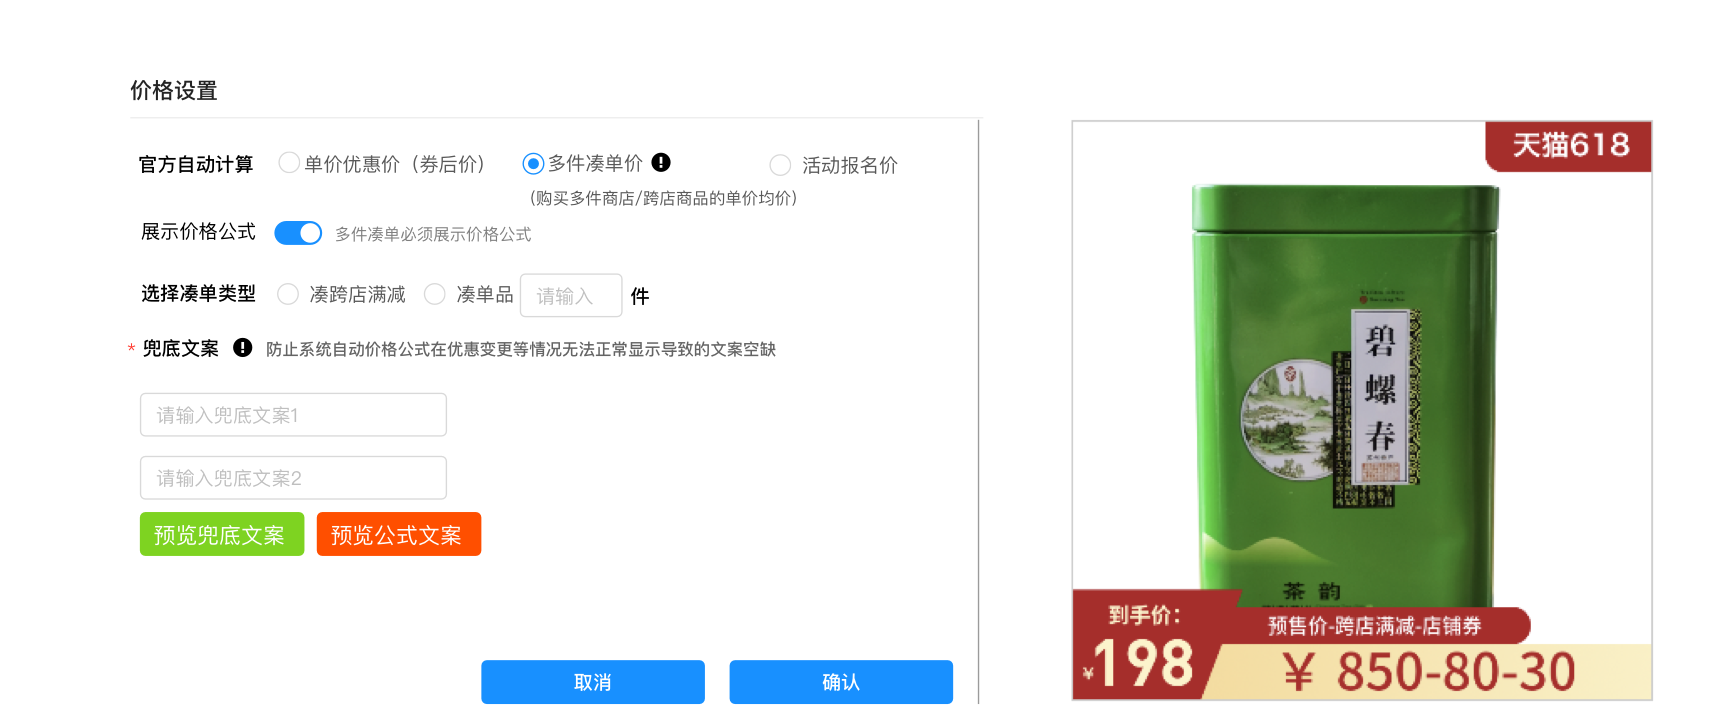 价格设置
官方自动计算 单价优惠价（券后价） 多件凑单价 活动报名价
(购买多件商店/跨店商品的单价均价)
展示价格公式 多件凑单必须展示价格公式
选择凑单类型 凑跨店满减 凑单品 请输入 件
* 兜底文案 防止系统自动价格公式在优惠变更等情况无法正常显示导致的文案空缺
请输入兜底文案1
请输入兜底文案2
预览兜底文案 预览公式文案
取消 确认
天猫618
碧螺春
茶韵
到手价:
¥198
预售价-跨店满减-店铺券
¥ 850-80-30